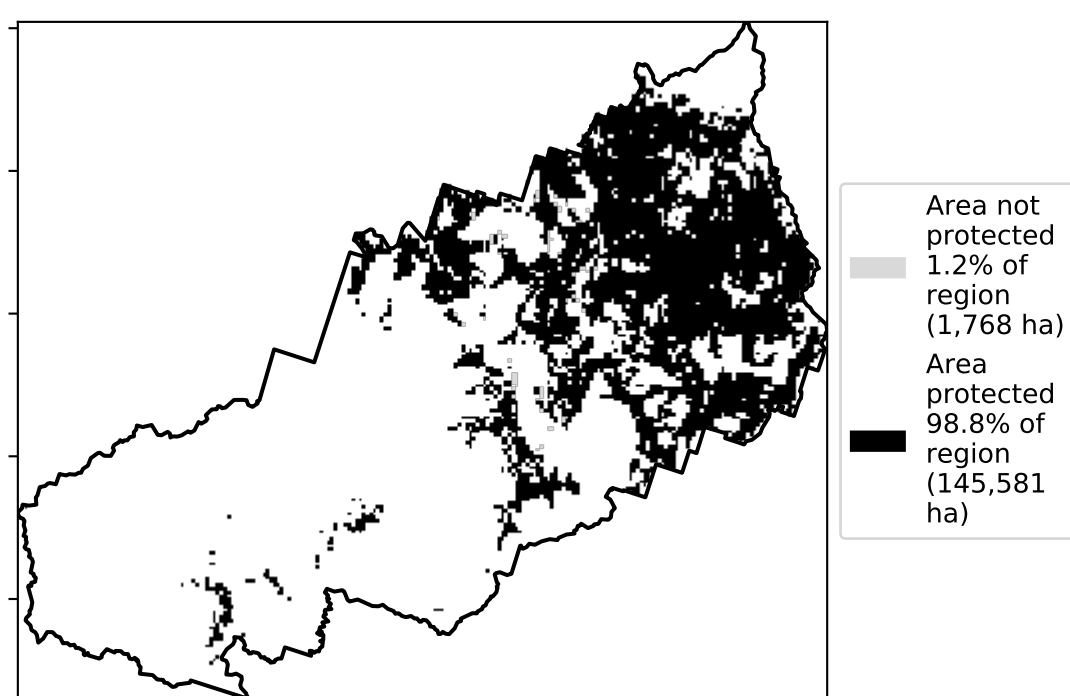 Area not
protected
1.2% of
region
(1,768 ha)
Area
protected
98.8% of
region
(145,581
ha)